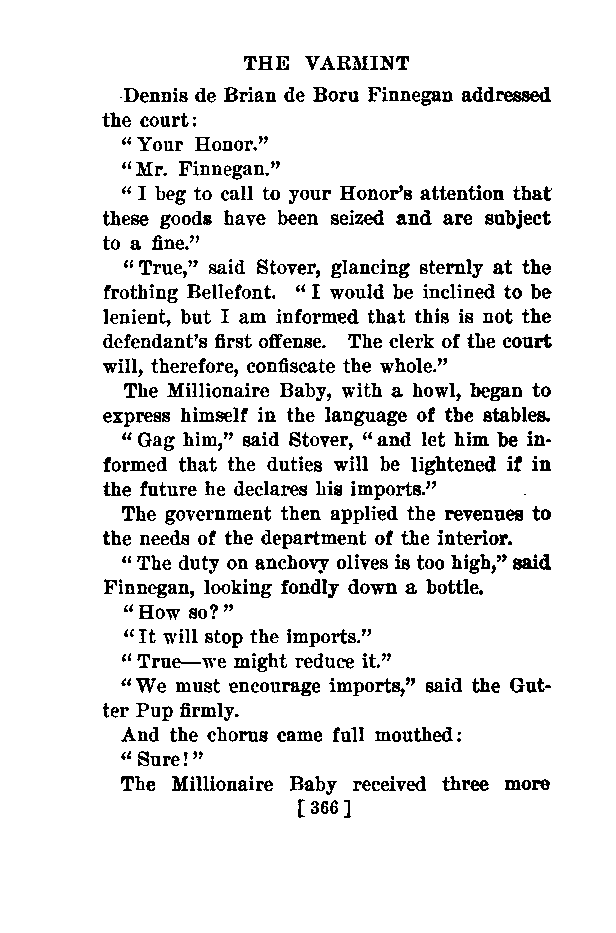 THE VARMINT
Dennis de Brian de Boru Finnegan addressed
the court:
“Your Honor.”
“Mr. Finnegan.”
“I beg to call to your Honor’s attention that
these goods have been seized and are subject
to a fine.”
“True,” said Stover, glancing sternly at the
frothing Bellefont. “I would be inclined to be
lenient, but I am informed that this is not the
defendant’s first offense. The clerk of the court
will, therefore, confiscate the whole.”
The Millionaire Baby, with a howl, began to
express himself in the language of the stables.
“Gag him,” said Stover, “and let him be in-
formed that the duties will be lightened if in
the future he declares his imports.”
The government then applied the revenues to
the needs of the department of the interior.
“The duty on anchovy olives is too high,” said
Finnegan, looking fondly down a bottle.
“How so?”
“It will stop the imports.”
“True—we might reduce it.”
“We must encourage imports,” said the Gut-
ter Pup firmly.
And the chorus came full mouthed:
“Sure!”
The Millionaire Baby received three more
[366]